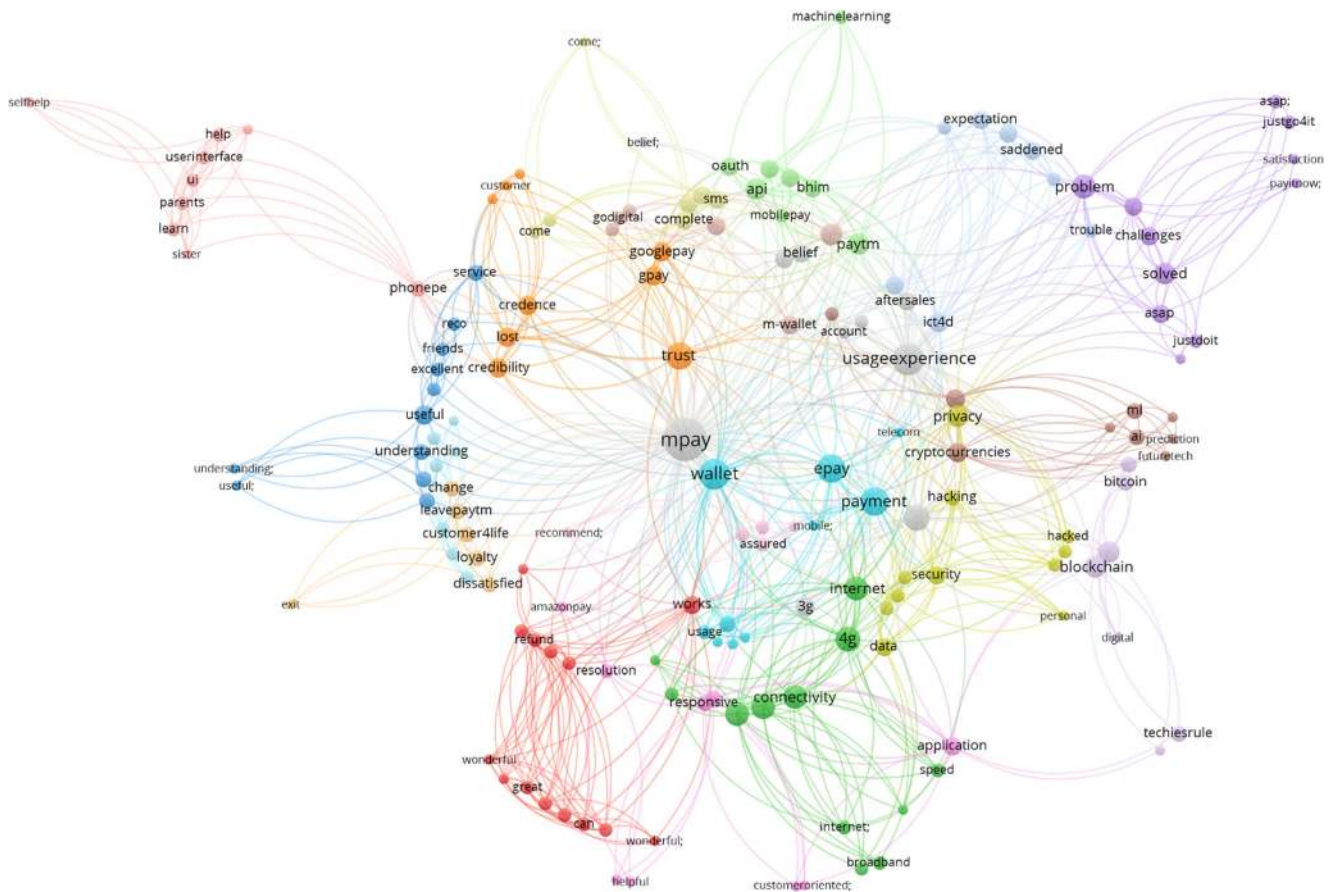 machinelearning
come;
selfhelp
asap;
help
expectation
justgo4it
belief;
userinterface
saddened
satisfaction
oauth
ui
customer
api
bhim
problem
payitnow;
parents
sms
godigital
complete
mobilepay
learn
come
trouble
challenges
sister
googlepay
belief
paytm
service
gpay
solved
phonepe
aftersales
credence
asap
reco
m-wallet
account
ict4d
lost
justdoit
friends
trust
usageexperience
excellent
credibility
useful
privacy
ml
mpay
telecom
ai
prediction
understanding
cryptocurrencies
futuretech
understanding;
wallet
epay
useful;
change
bitcoin
leavepaytm
payment
hacking
customer4life
recommend;
mobile;
hacked
assured
loyalty
blockchain
dissatisfied
security
internet
exit
amazonpay
works
3g
personal
usage
refund
4g
data
digital
resolution
responsive
connectivity
techiesrule
application
wonderful
speed
great
can
internet;
wonderful;
broadband
helpful
customeroriented;